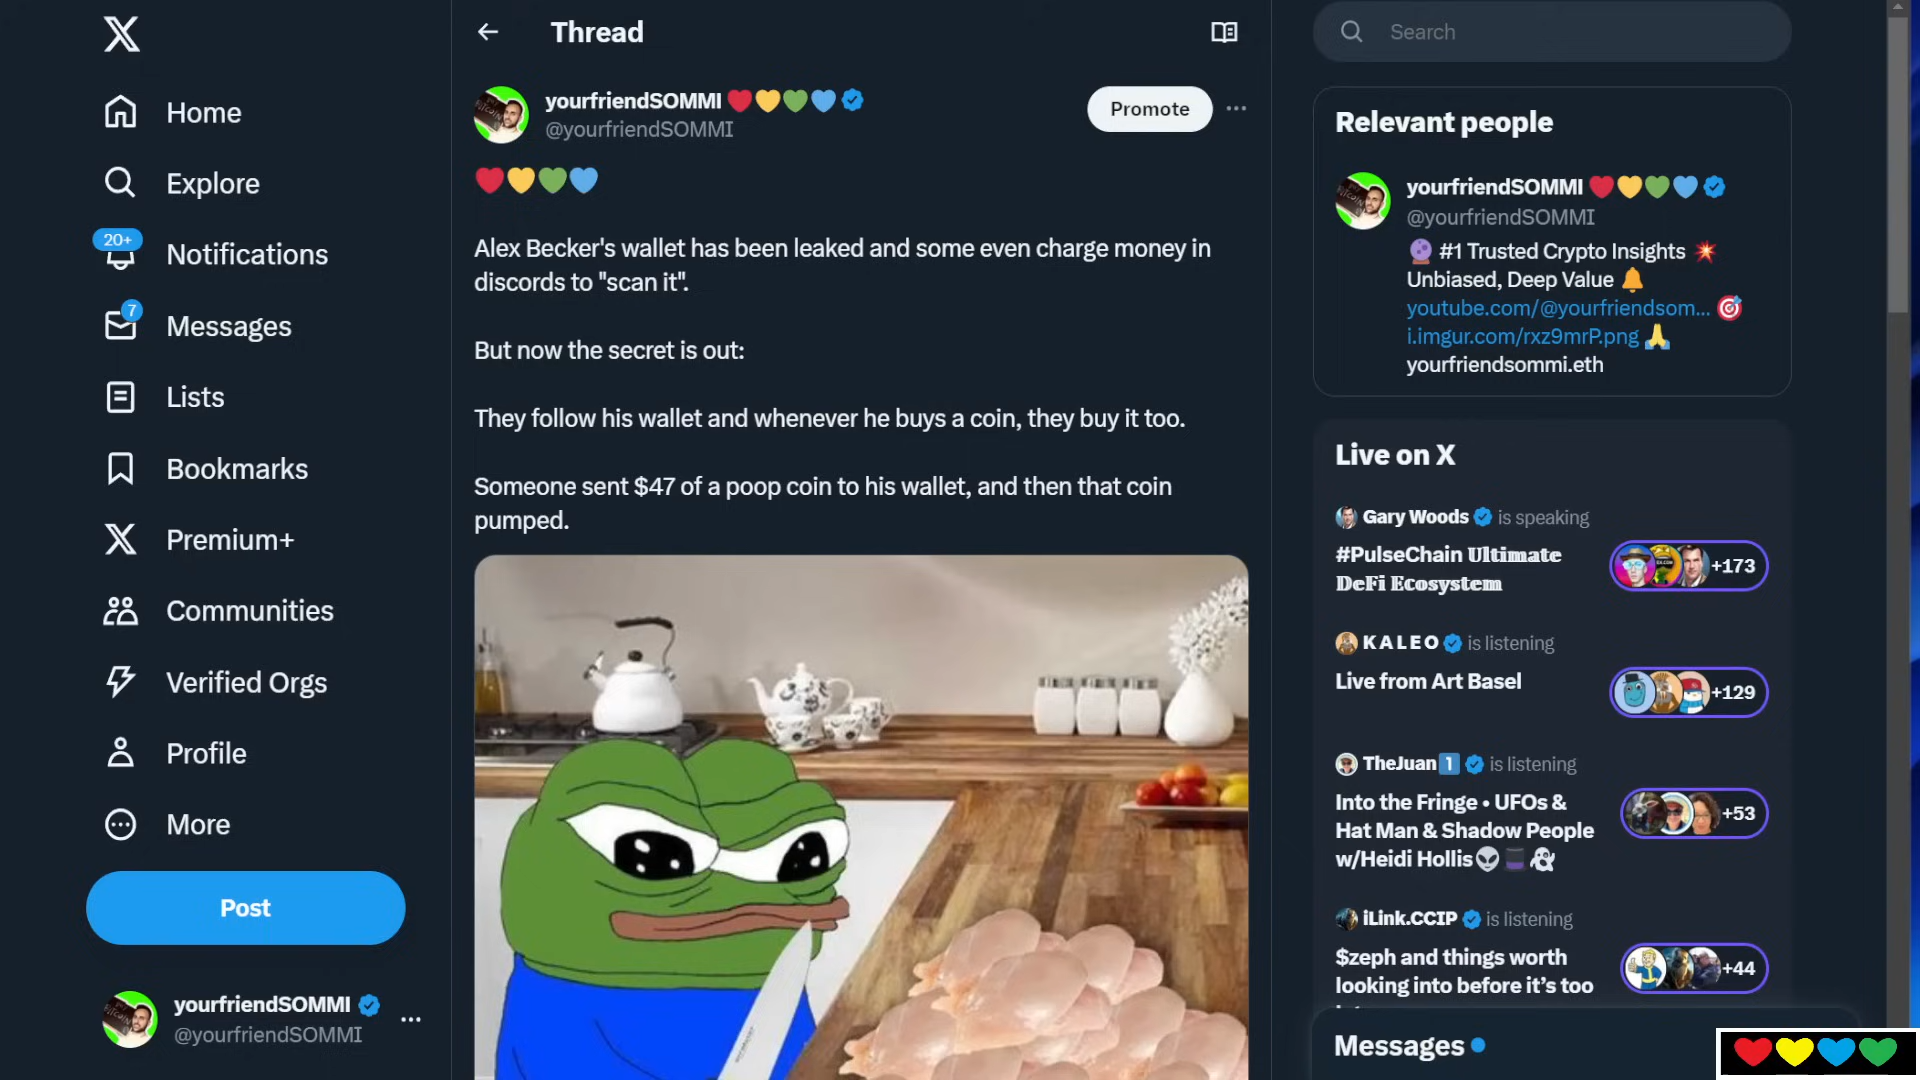 Home
Explore
20+
Notifications
7
Messages
Lists
Bookmarks
Premium+
Communities
Verified Orgs
Profile
More
Post
yourfriendSOMMI
@yourfriendSOMMI
Thread
yourfriendSOMMI
@yourfriendSOMMI
Promote
Alex Becker's wallet has been leaked and some even charge money in
discords to "scan it".
But now the secret is out:
They follow his wallet and whenever he buys a coin, they buy it too.
Someone sent $47 of a poop coin to his wallet, and then that coin
pumped.
Search
Relevant people
yourfriendSOMMI
@yourfriendSOMMI
#1 Trusted Crypto Insights
Unbiased, Deep Value
youtube.com/@yourfriendsom...
i.imgur.com/rxz9mrP.png
yourfriendsommi.eth
Live on X
Gary Woods is speaking
#PulseChain 𝐔𝐥𝐭𝐢𝐦𝐚𝐭𝐞
𝐃𝐞𝐅𝐢 𝐄𝐜𝐨𝐬𝐲𝐬𝐭𝐞𝐦
+173
K A L E O is listening
Live from Art Basel
+129
TheJuan 1 is listening
Into the Fringe • UFOs &
Hat Man & Shadow People
w/Heidi Hollis
+53
iLink.CCIP is listening
$zeph and things worth
looking into before it's too
+44
Messages